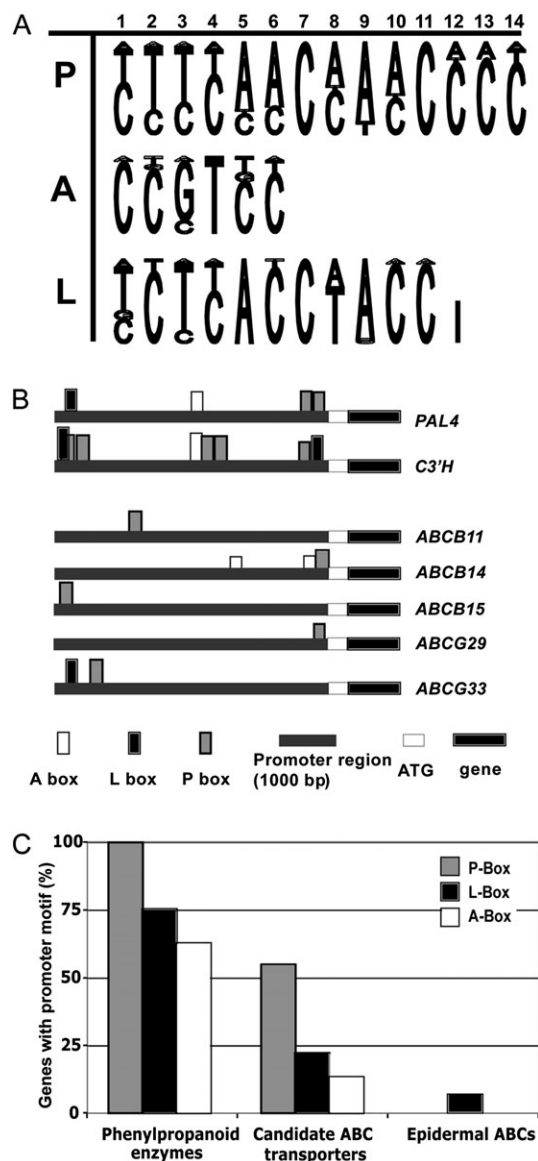 A
1 2 3 4 5 6 7 8 9 10 11 12 13 14
P
A
L
B
PAL4
C3'H
ABCB11
ABCB14
ABCB15
ABCG29
ABCG33
A box
L box
P box
Promoter region
(1000 bp)
ATG
gene
C
Genes with promoter motif (%)
100
75
50
25
0
P-Box
L-Box
A-Box
Phenylpropanoid
enzymes
Candidate ABC
transporters
Epidermal ABCs